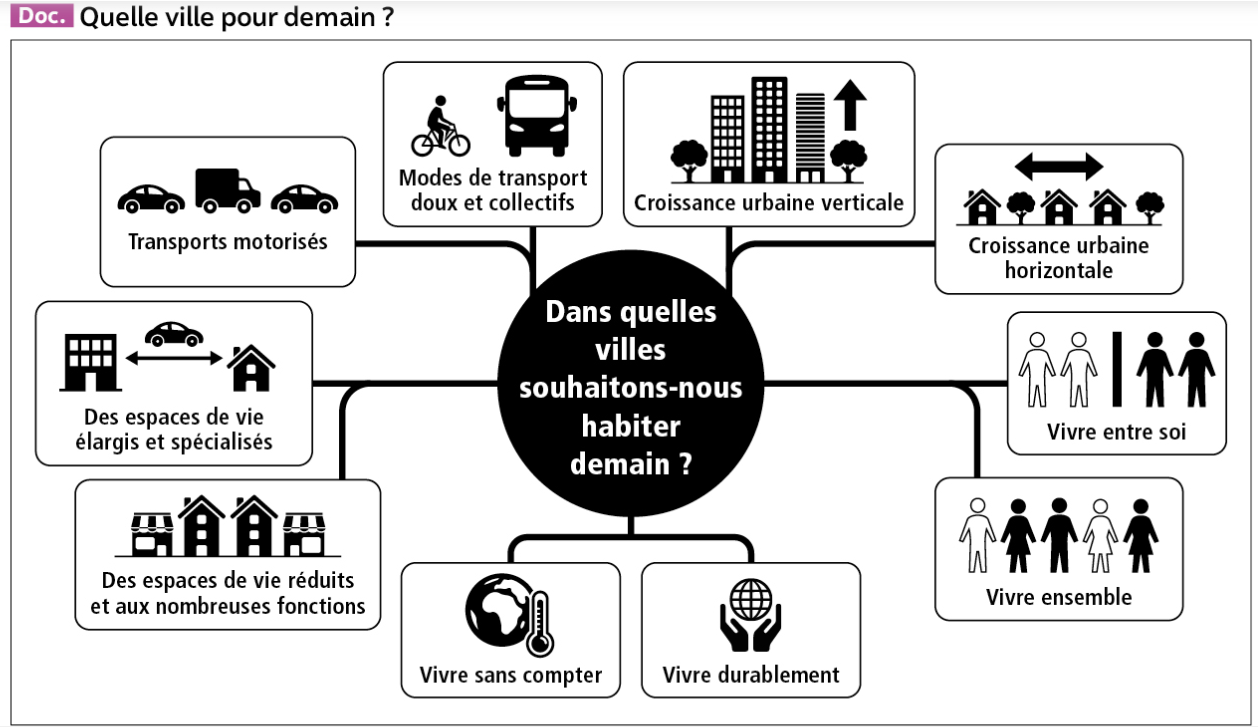 Doc. Quelle ville pour demain ?
Modes de transport
doux et collectifs
Croissance urbaine verticale
Transports motorisés
Croissance urbaine
horizontale
Dans quelles
villes
souhaitons-nous
habiter
demain ?
Des espaces de vie
élargis et spécialisés
Vivre entre soi
Des espaces de vie réduits
et aux nombreuses fonctions
Vivre ensemble
Vivre sans compter
Vivre durablement